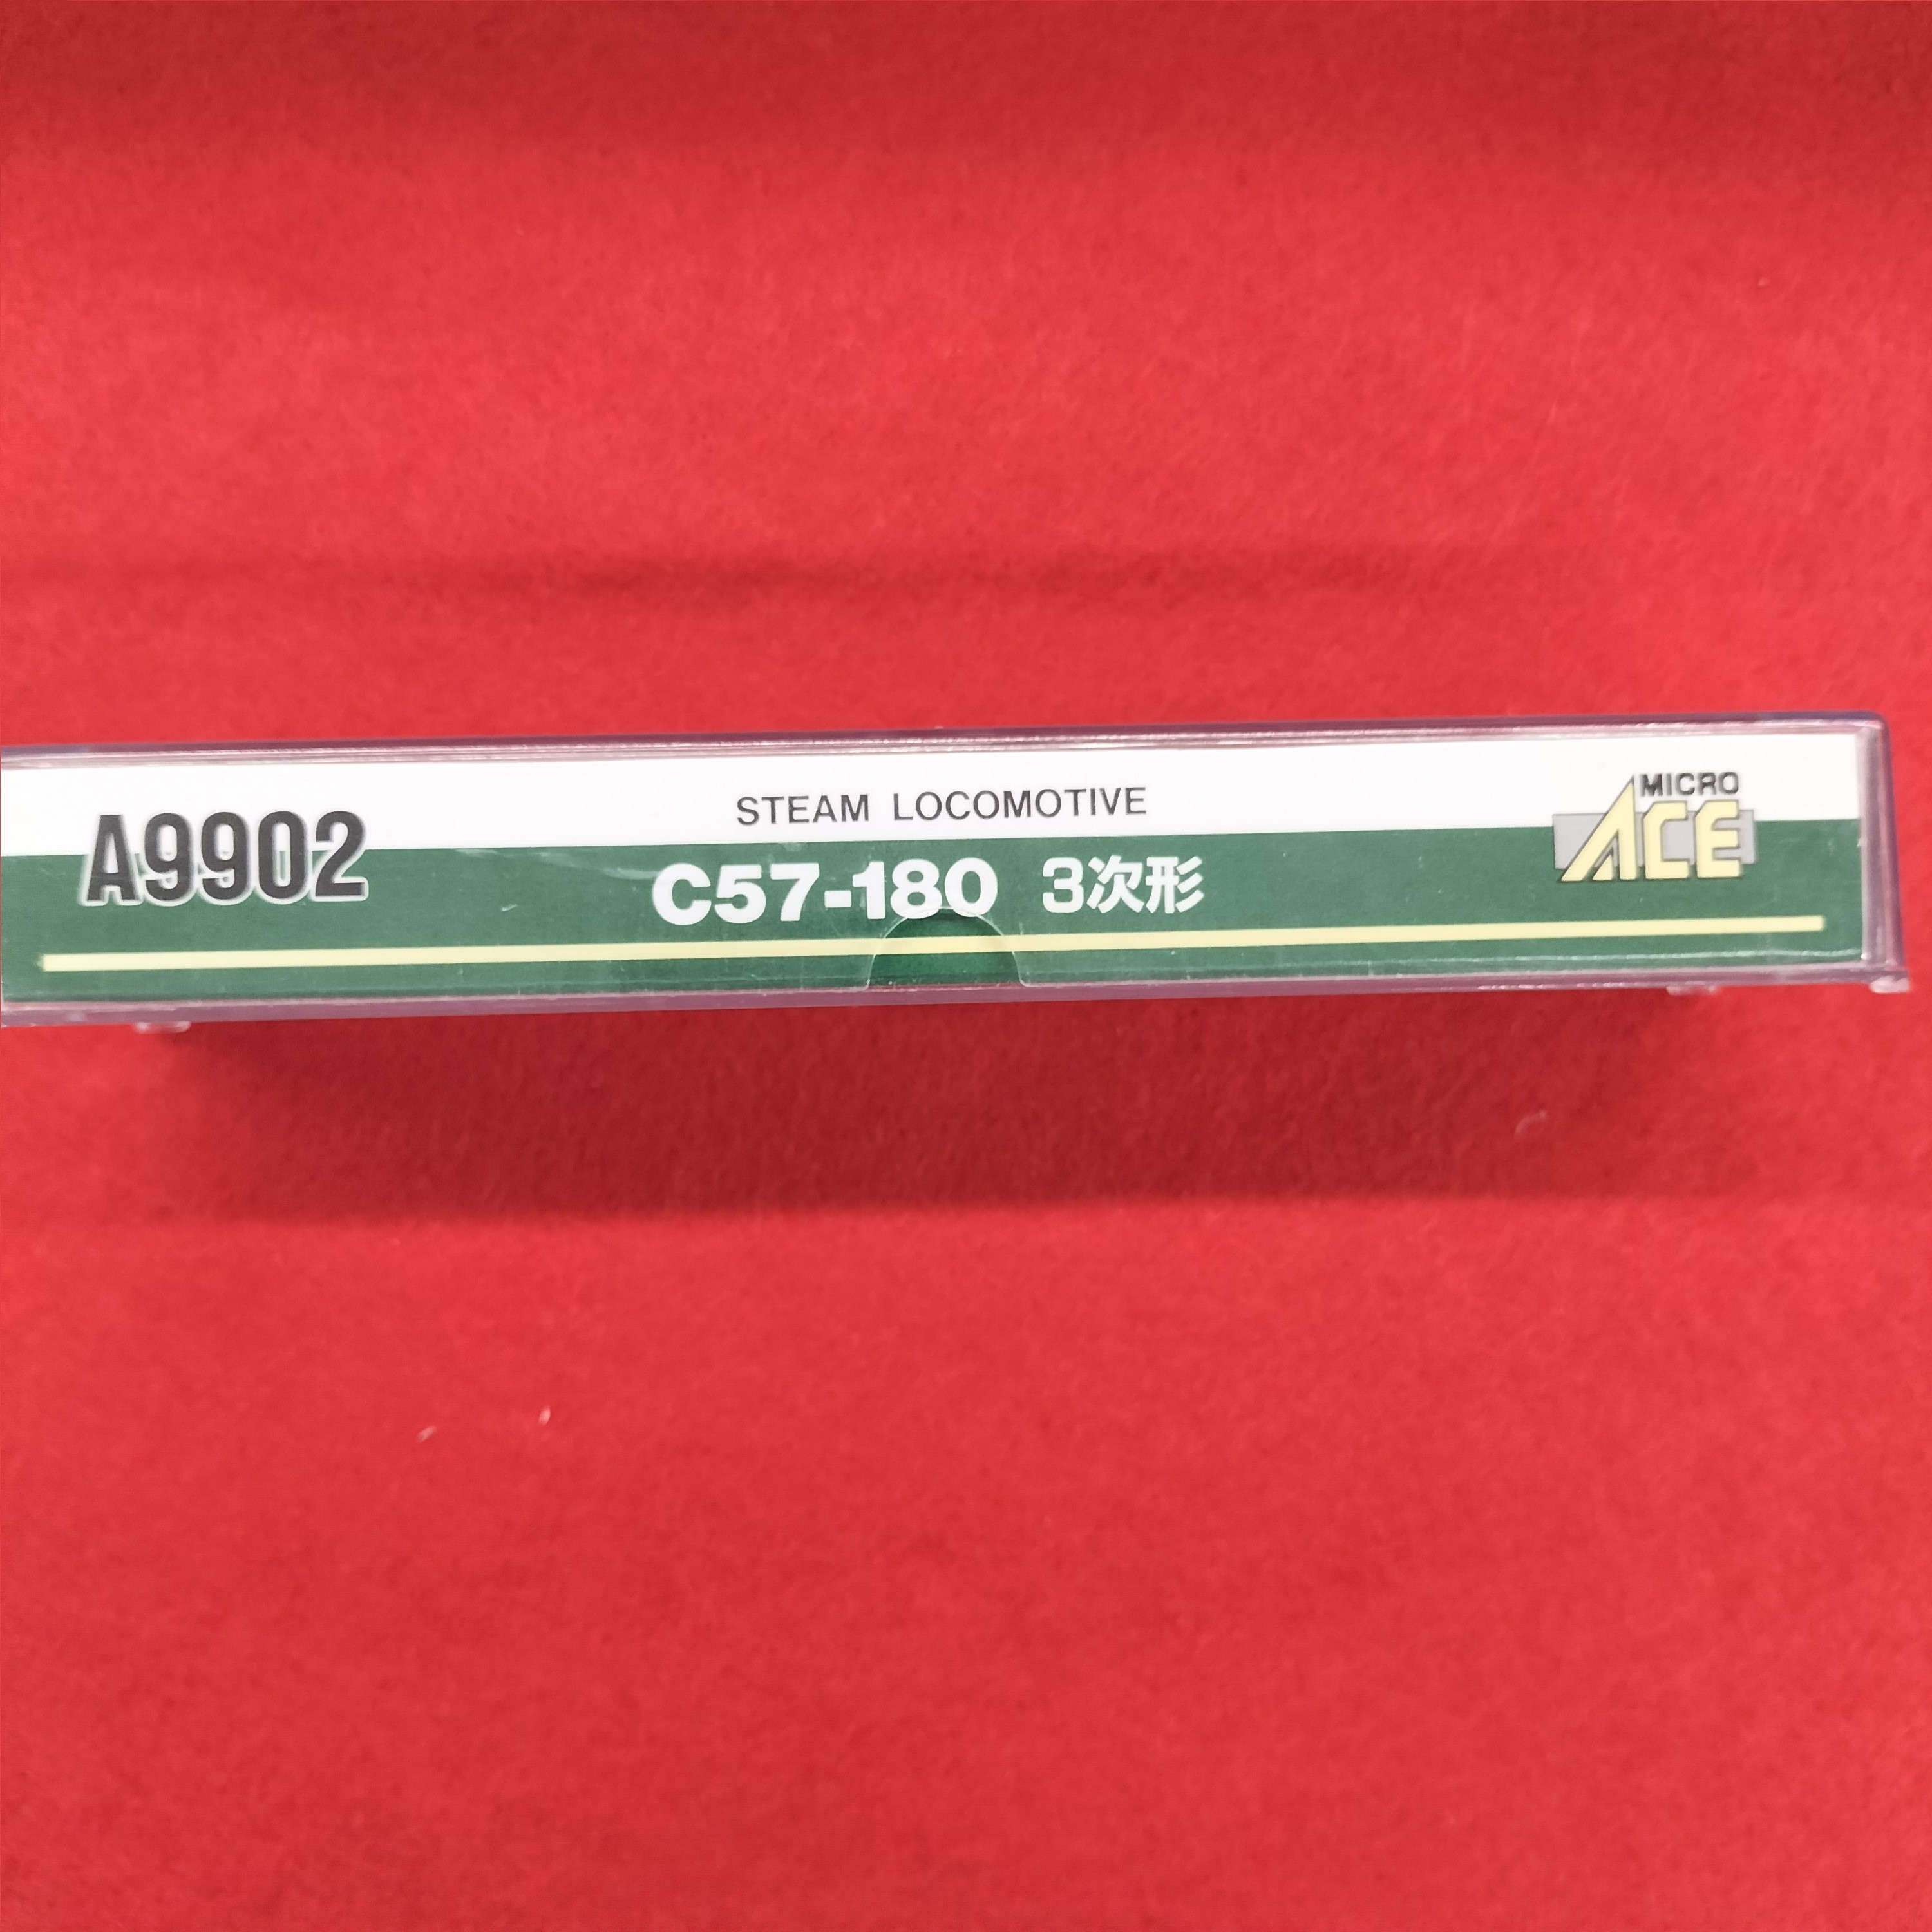 STEAM LOCOMOTIVE
A9902
C57-180 3次形
MICRO
ACE